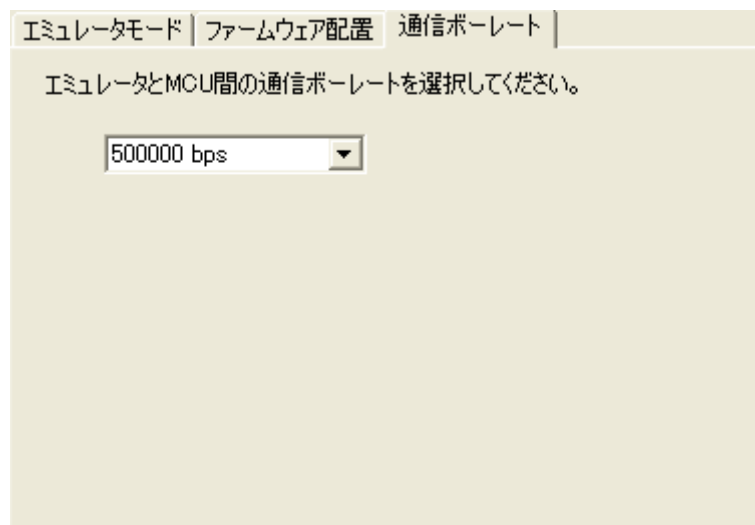 エミュレータモード ファームウェア配置 通信ボーレート
エミュレータとMCU間の通信ボーレートを選択してください。
500000 bps